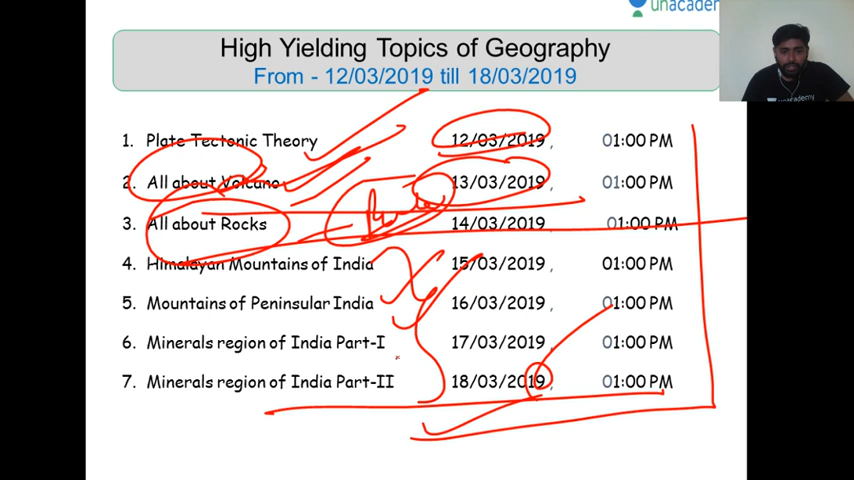 unacadem
High Yielding Topics of Geography
From - 12/03/2019 till 18/03/2019
1. Plate Tectonic Theory 12/03/2019, 01:00 PM
2. All about Volcano 13/03/2019, 01:00 PM
3. All about Rocks 14/03/2019 01:00 PM
4. Himalayan Mountains of India 15/03/2019, 01:00 PM
5. Mountains of Peninsular India 16/03/2019, 01:00 PM
6. Minerals region of India Part-I 17/03/2019, 01:00 PM
7. Minerals region of India Part-II 18/03/2019, 01:00 PM
unacademy